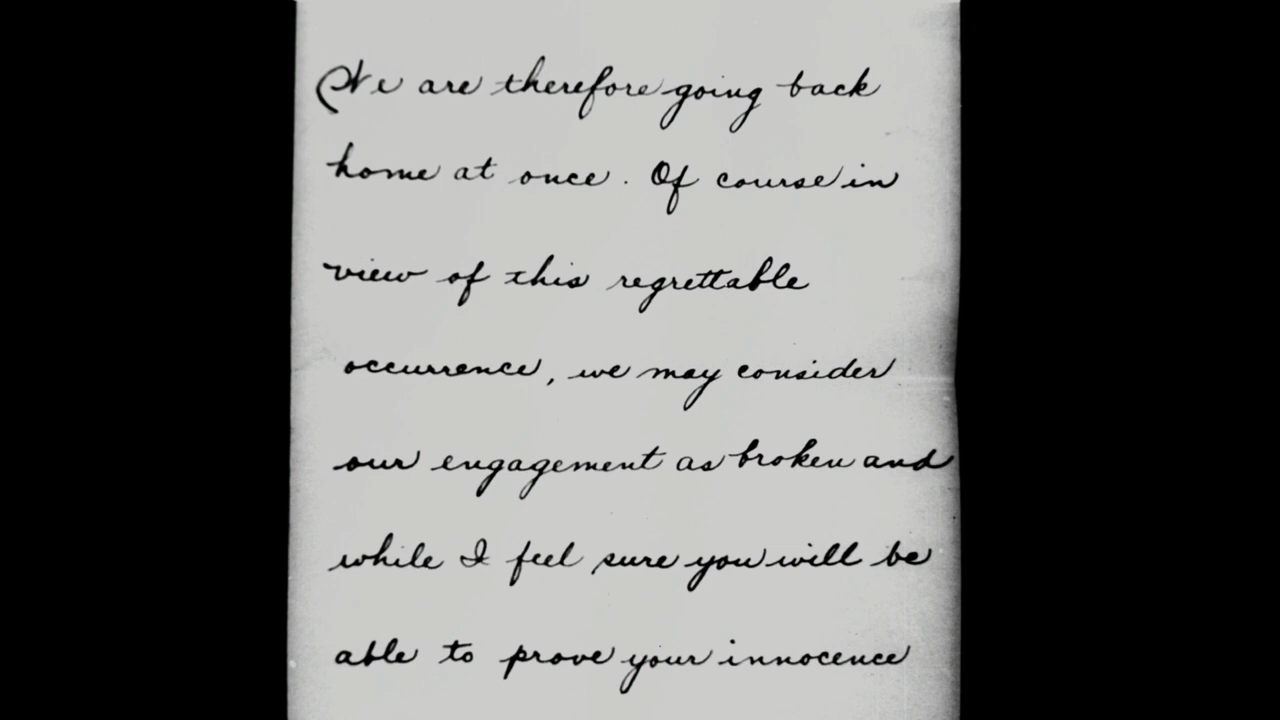 We are therefore going back
home at once. Of course in
view of this regrettable
occurrence, we may consider
our engagement as broken and
while I feel sure you will be
able to prove your innocence